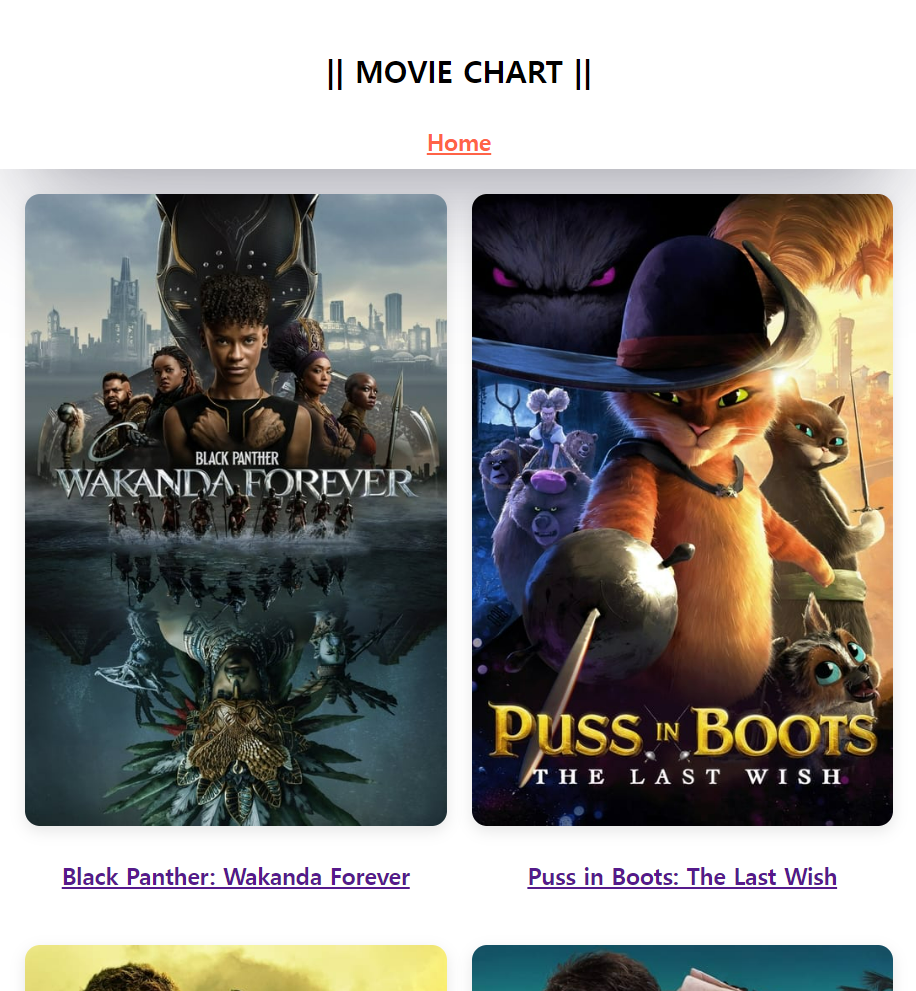 || MOVIE CHART ||
Home
BLACK PANTHER
WAKANDA FOREVER
PUSS IN BOOTS
THE LAST WISH
Black Panther: Wakanda Forever
Puss in Boots: The Last Wish